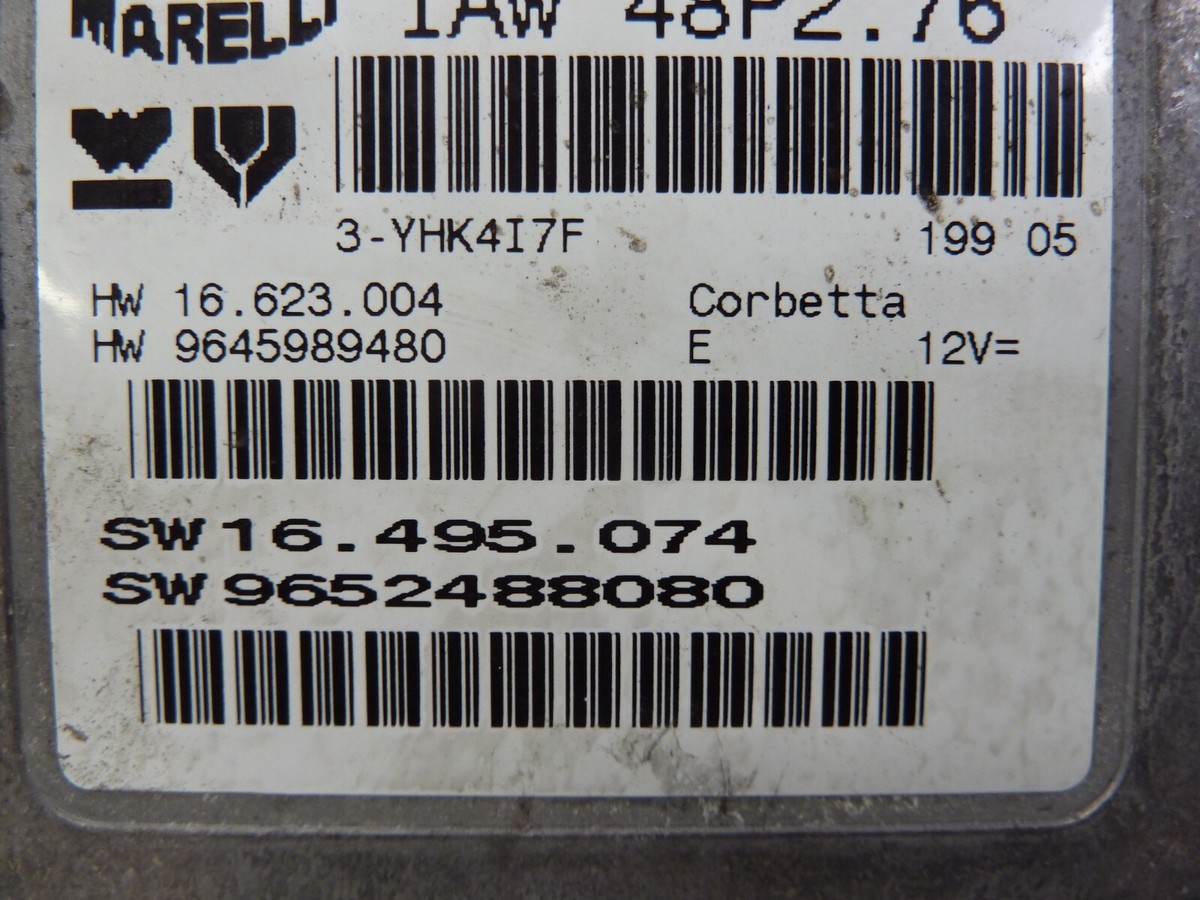 MARELLI IAW 48P2.76
3-YHK4I7F 199 05
HW 16.623.004 Corbetta
HW 9645989480 E 12V=
SW 16.495.074
SW 9652488080